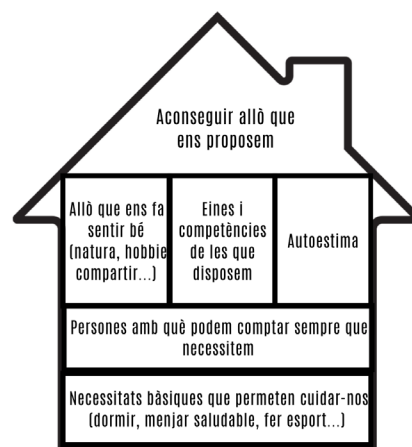 Aconseguir allò que
ens proposem
Allò que ens fa
sentir bé
(natura, hobbie
compartir...)
Eines i
competències
de les que
disposem
Autoestima
Persones amb què podem comptar sempre que
necessitem
Necessitats bàsiques que permeten cuidar-nos
(dormir, menjar saludable, fer esport...)